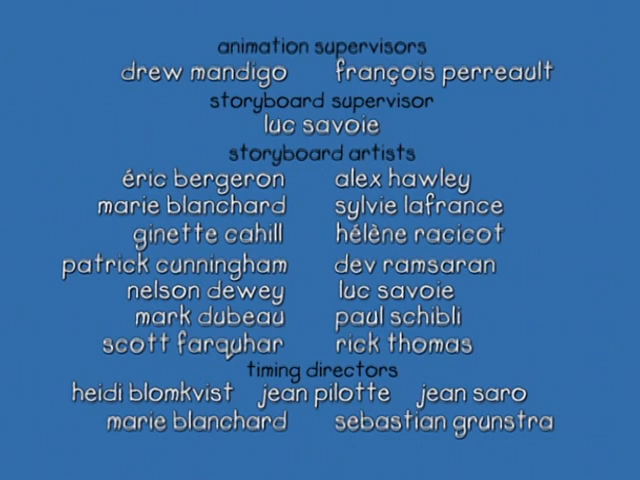 animation supervisors
drew mandigo françois perreault
storyboard supervisor
luc savoie
storyboard artists
éric bergeron alex hawley
marie blanchard sylvie lafrance
ginette cahill hélène racicot
patrick cunningham dev ramsaran
nelson dewey luc savoie
mark dubeau paul schibli
scott farquhar rick thomas
timing directors
heidi blomkvist jean pilotte jean saro
marie blanchard sebastian grunstra